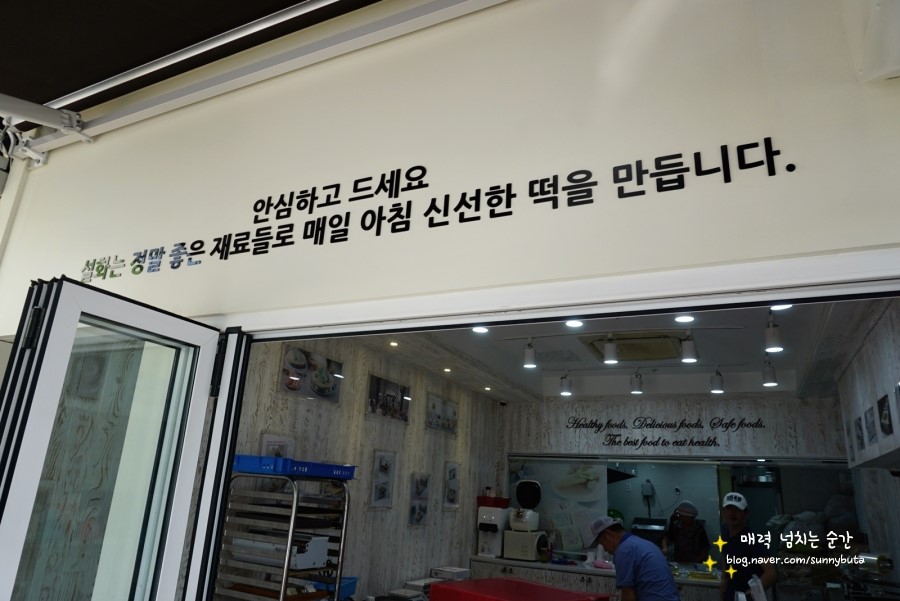 안심하고 드세요
설화는 정말 좋은 재료들로 매일 아침 신선한 떡을 만듭니다.
Healthy foods, Delicious foods, Safe foods.
The best food to eat health.
매력 넘치는 순간
blog.naver.com/sunnybuta